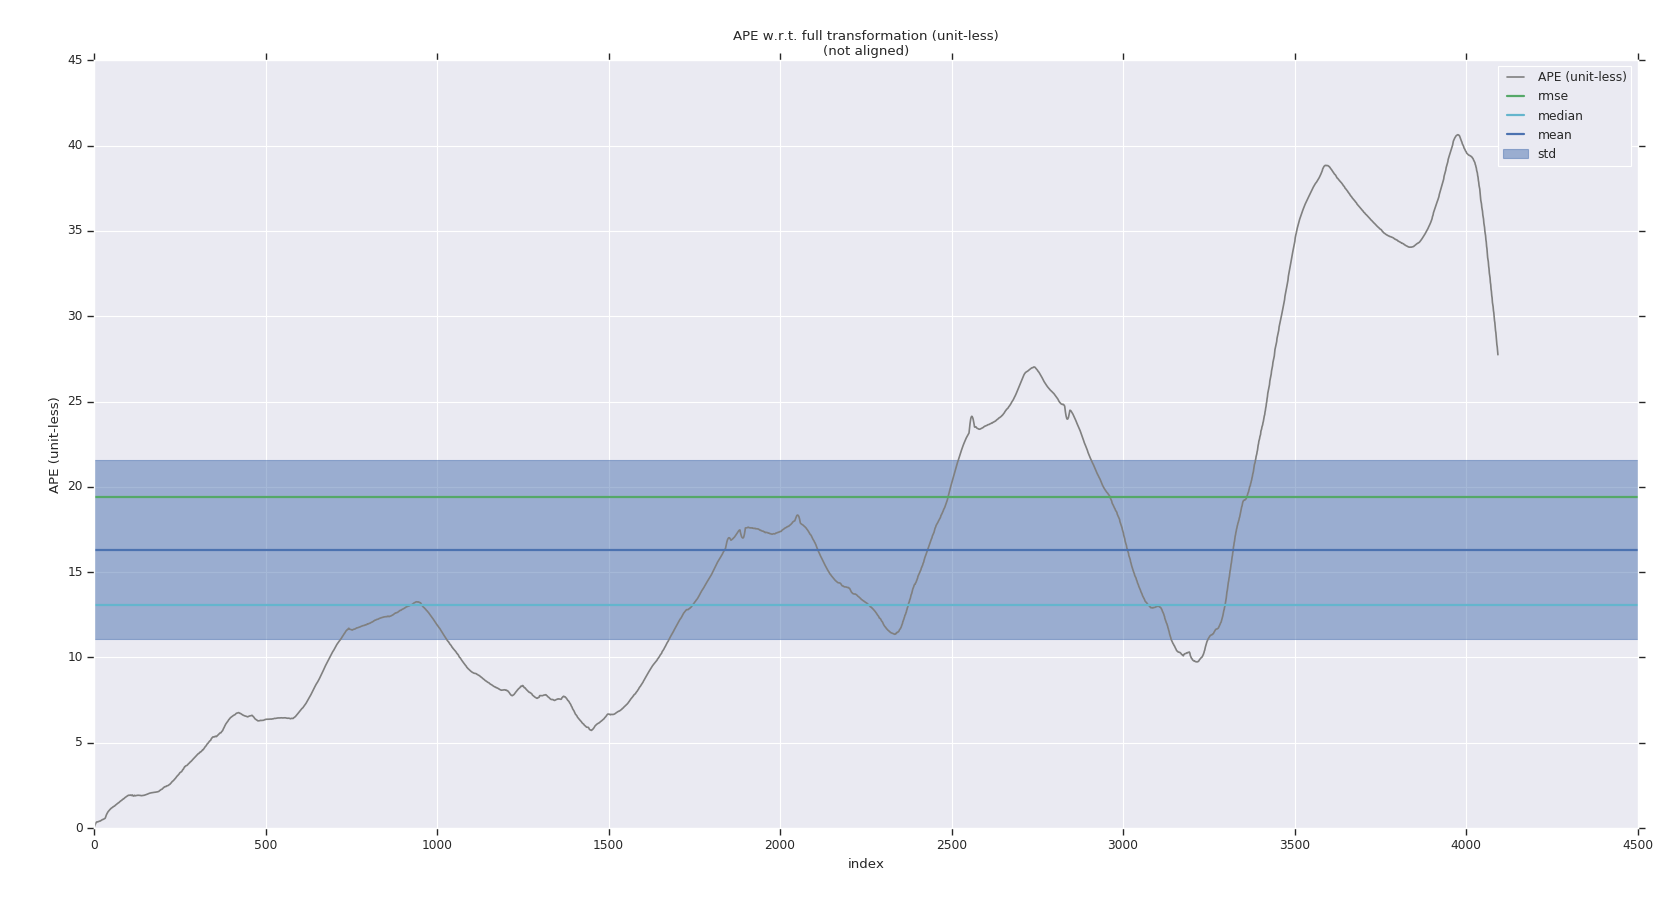 APE w.r.t. full transformation (unit-less)
(not aligned)
45
40
35
30
25
20
15
10
5
0
APE (unit-less)
0 500 1000 1500 2000 2500 3000 3500 4000 4500
index
APE (unit-less)
rmse
median
mean
std